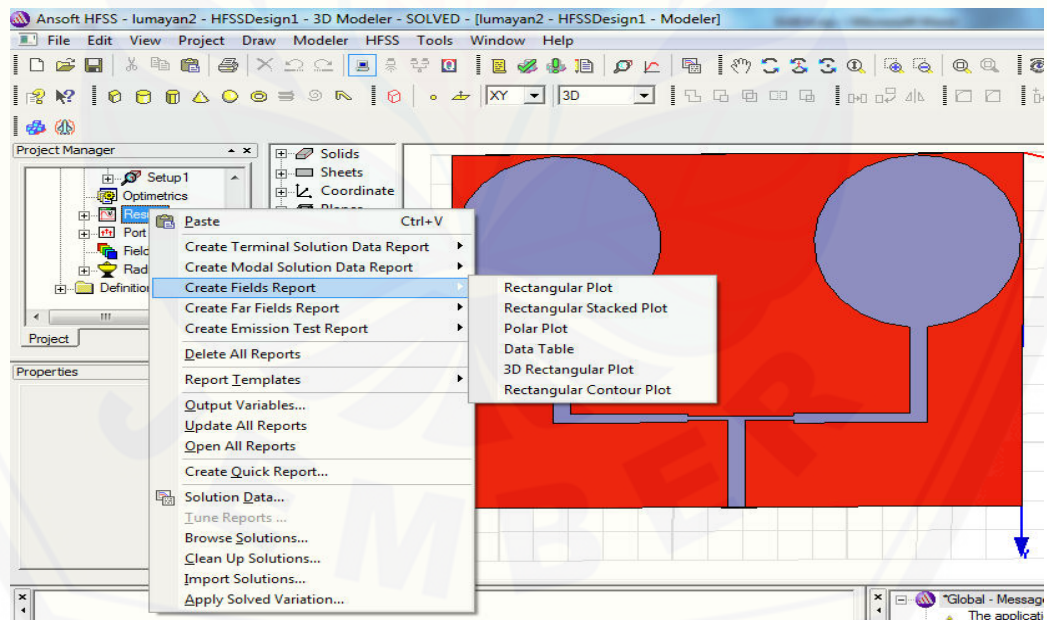 Ansoft HFSS - lumayan2 - HFSSDesign1 - 3D Modeler - SOLVED - [lumayan2 - HFSSDesign1 - Modeler]
File Edit View Project Draw Modeler HFSS Tools Window Help
XY 3D
Project Manager
Setup1
Optimetrics
Port
Project
Properties
Solids
Sheets
Coordinate
Paste Ctrl+V
Create Terminal Solution Data Report
Create Modal Solution Data Report
Create Fields Report
Create Far Fields Report
Create Emission Test Report
Delete All Reports
Report Templates
Output Variables...
Update All Reports
Open All Reports
Create Quick Report...
Solution Data...
Tune Reports ...
Browse Solutions...
Clean Up Solutions...
Import Solutions...
Apply Solved Variation...
Rectangular Plot
Rectangular Stacked Plot
Polar Plot
Data Table
3D Rectangular Plot
Rectangular Contour Plot
*Global - Message
The applicati
JEMBER